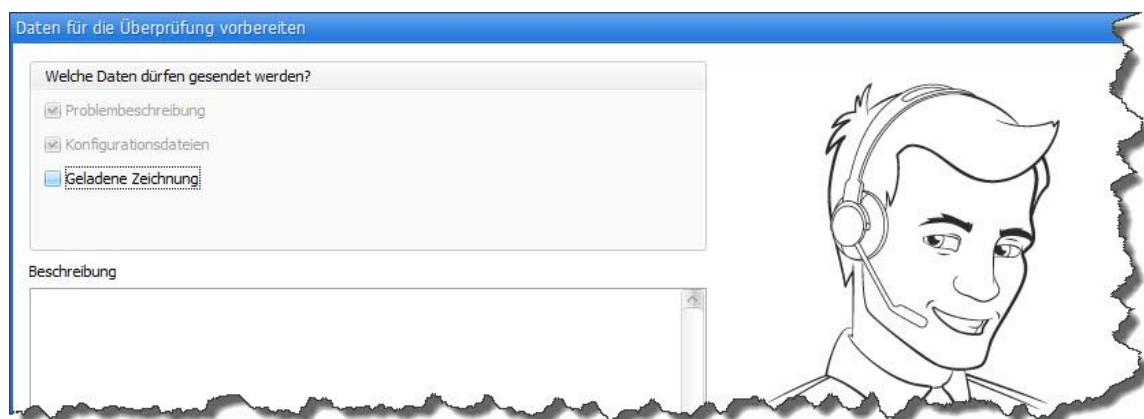 Daten für die Überprüfung vorbereiten
Welche Daten dürfen gesendet werden?
Problembeschreibung
Konfigurationsdateien
Geladene Zeichnung
Beschreibung